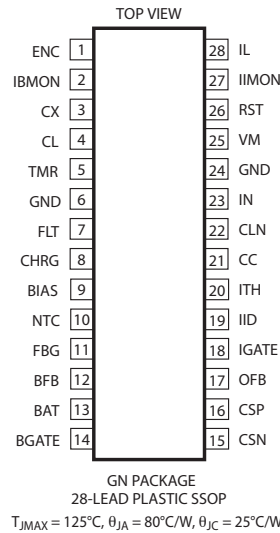 TOP VIEW
ENC 1 28 IL
IBMON 2 27 IIMON
CX 3 26 RST
CL 4 25 VM
TMR 5 24 GND
GND 6 23 IN
FLT 7 22 CLN
CHRG 8 21 CC
BIAS 9 20 ITH
NTC 10 19 IID
FBG 11 18 IGATE
BFB 12 17 OFB
BAT 13 16 CSP
BGATE 14 15 CSN
GN PACKAGE
28-LEAD PLASTIC SSOP
TJMAX = 125°C, θJA = 80°C/W, θJC = 25°C/W